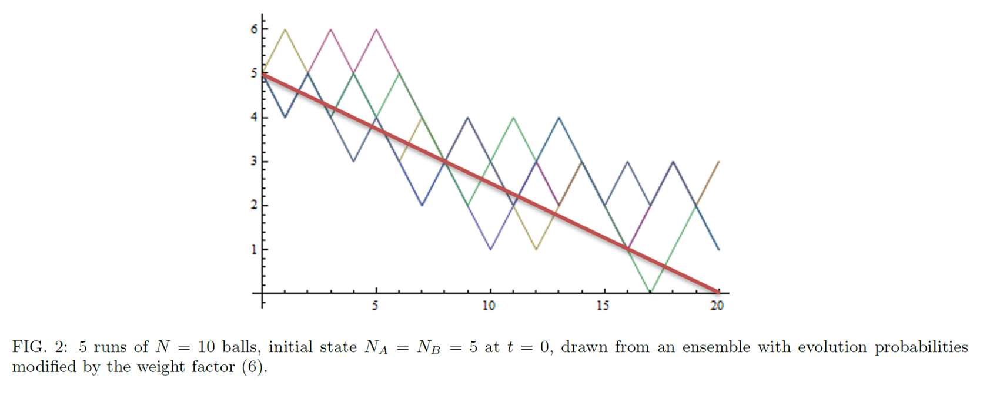 6
5
4
3
2
1
5 10 15 20
FIG. 2: 5 runs of N = 10 balls, initial state N_A = N_B = 5 at t = 0, drawn from an ensemble with evolution probabilities
modified by the weight factor (6).